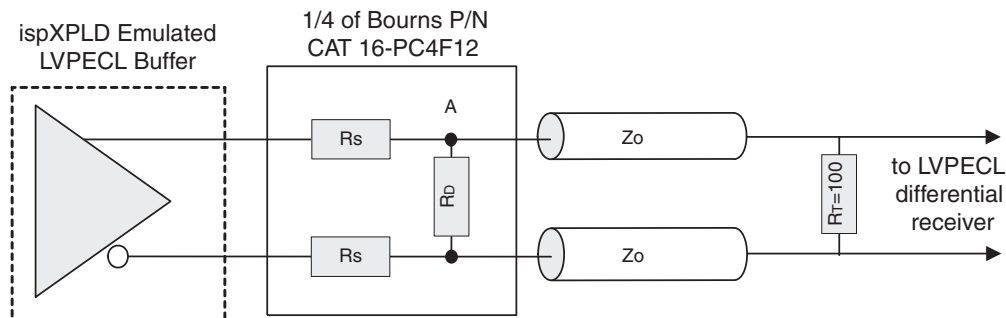 ispXPLD Emulated
LVPECL Buffer
1/4 of Bourns P/N
CAT 16-PC4F12
A
Rs
Zo
RD
RT=100
to LVPECL
differential
receiver
Rs
Zo